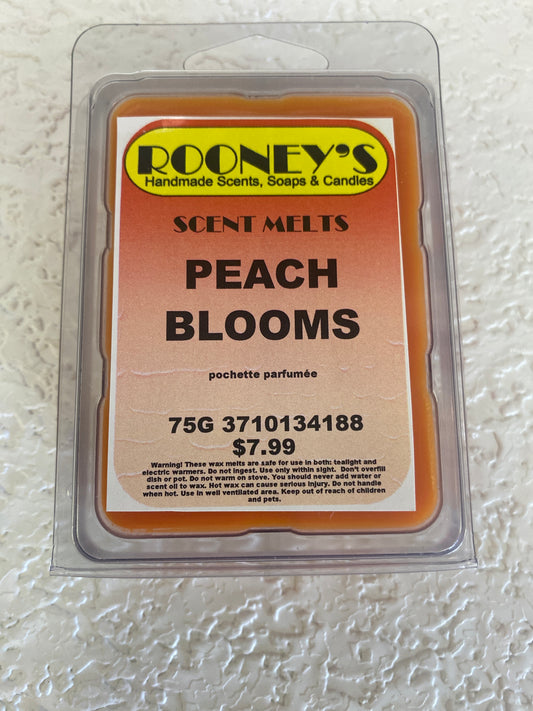 ROONEY'S
Handmade Scents, Soaps & Candles
SCENT MELTS
PEACH
BLOOMS
pochette parfumée
75G 3710134188
$7.99
Warning! These wax melts are safe for use in both: tealight and
electric warmers. Do not ingest. Use only within sight. Don't overfill
dish or pot. Do not warm on stove. You should never add water or
scent oil to wax. Hot wax can cause serious injury. Do not handle
when hot. Use in well ventilated area. Keep out of reach of children
and pets.